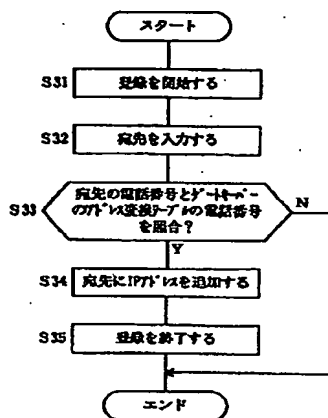 スタート
S31 登録を開始する
S32 宛先を入力する
S33 宛先の電話番号とゲートキーパー
のアドレス変換テーブルの電話番号
を照合?
N
Y
S34 宛先にIPアドレスを追加する
S35 登録を終了する
エンド